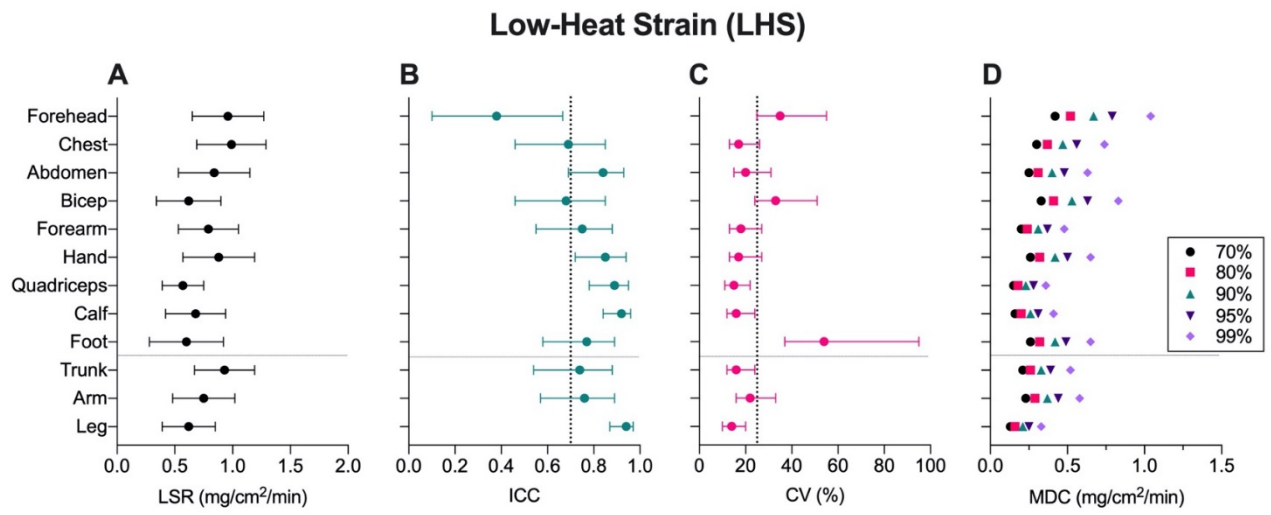 Low-Heat Strain (LHS)
A B C D
Forehead
Chest
Abdomen
Bicep
Forearm
Hand
Quadriceps
Calf
Foot
Trunk
Arm
Leg
70%
80%
90%
95%
99%
0.0 0.5 1.0 1.5 2.0 0.0 0.2 0.4 0.6 0.8 1.0 0 20 40 60 80 100 0.0 0.5 1.0 1.5
LSR (mg/cm²/min) ICC CV (%) MDC (mg/cm²/min)